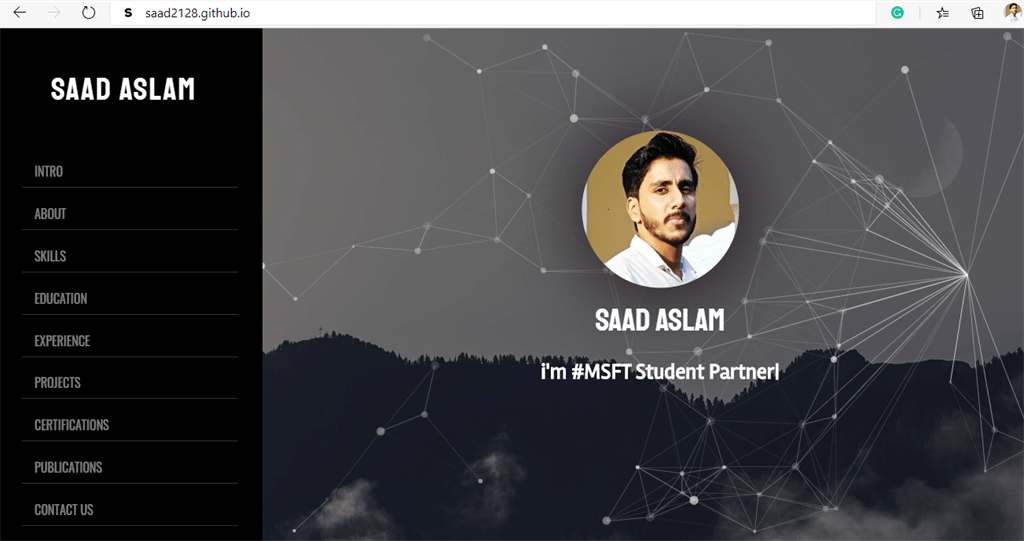 saad2128.github.io
SAAD ASLAM
INTRO
ABOUT
SKILLS
EDUCATION
EXPERIENCE
PROJECTS
CERTIFICATIONS
PUBLICATIONS
CONTACT US
SAAD ASLAM
i'm #MSFT Student Partner|